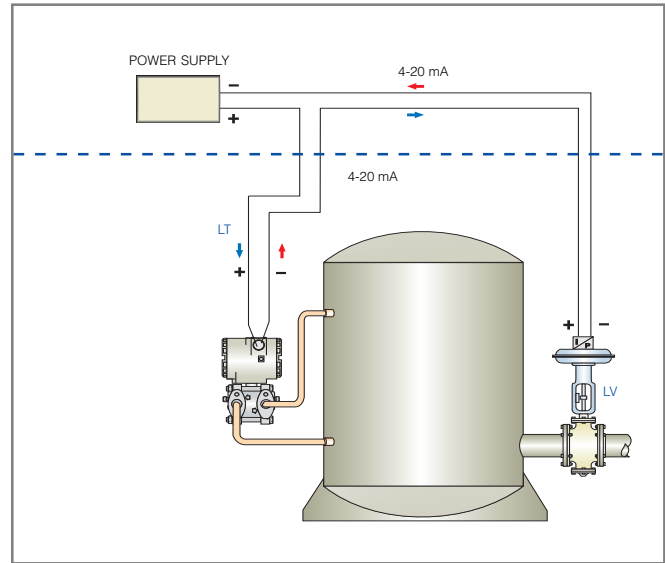 POWER SUPPLY
4-20 mA
−
+
4-20 mA
LT
+ −
+ −
I P
LV